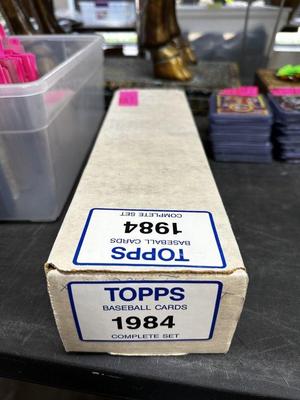 COMPLETE SET
1984
BASEBALL CARDS
TOPPS
TOPPS
BASEBALL CARDS
1984
COMPLETE SET